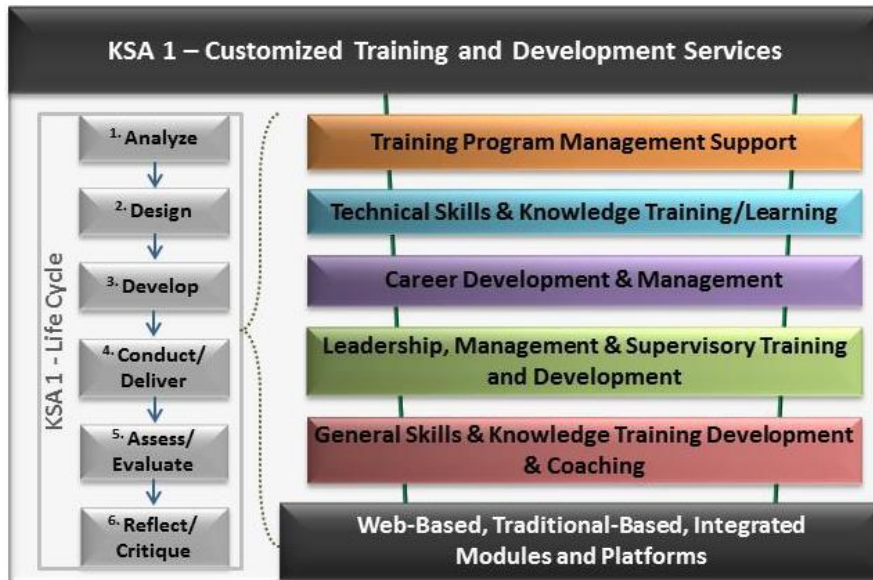 KSA 1 – Customized Training and Development Services
KSA 1 - Life Cycle
1. Analyze
2. Design
3. Develop
4. Conduct/
Deliver
5. Assess/
Evaluate
6. Reflect/
Critique
Training Program Management Support
Technical Skills & Knowledge Training/Learning
Career Development & Management
Leadership, Management & Supervisory Training
and Development
General Skills & Knowledge Training Development
& Coaching
Web-Based, Traditional-Based, Integrated
Modules and Platforms